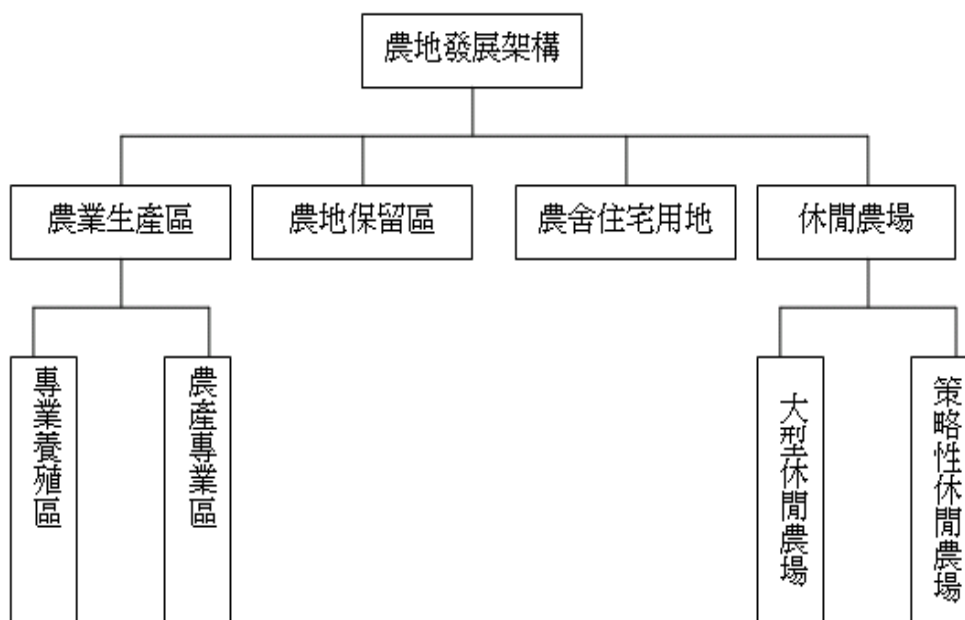 農地發展架構
農業生產區
農地保留區
農舍住宅用地
休閒農場
專業養殖區
農產專業區
大型休閒農場
策略性休閒農場